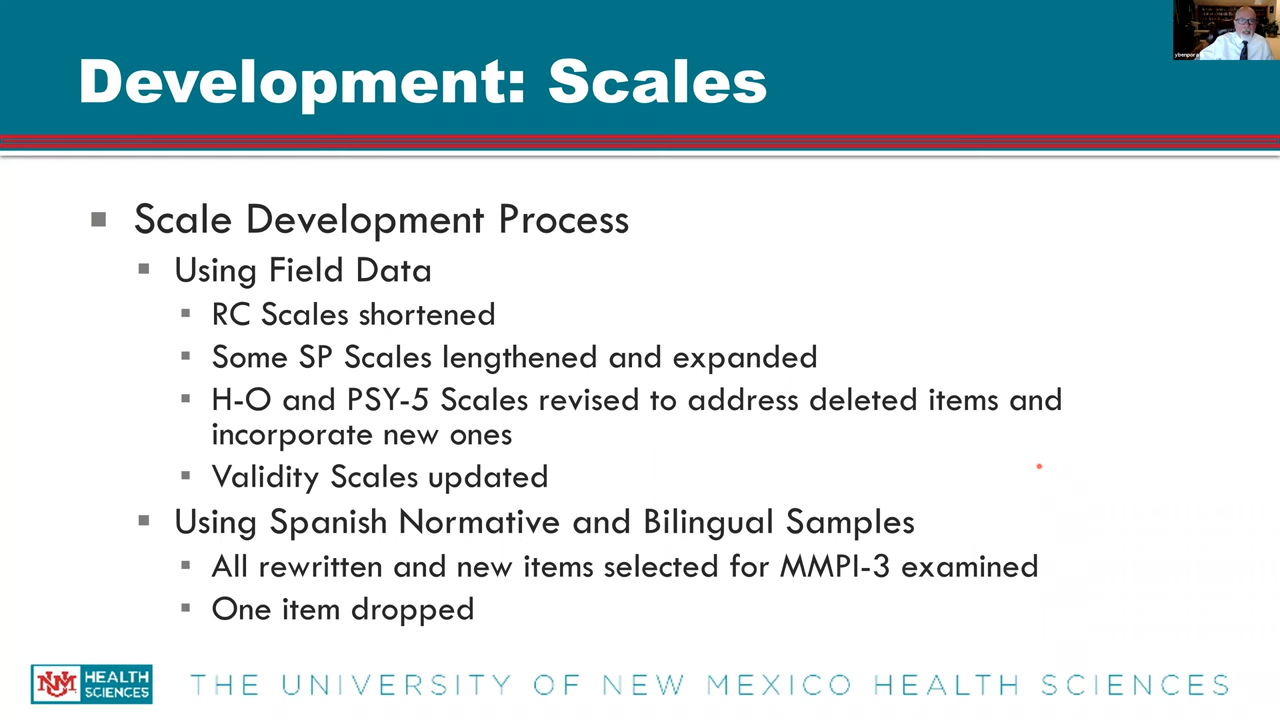 Development: Scales
Scale Development Process
Using Field Data
RC Scales shortened
Some SP Scales lengthened and expanded
H-O and PSY-5 Scales revised to address deleted items and
incorporate new ones
Validity Scales updated
Using Spanish Normative and Bilingual Samples
All rewritten and new items selected for MMPI-3 examined
One item dropped
HEALTH
SCIENCES
THE UNIVERSITY OF NEW MEXICO HEALTH SCIENCES